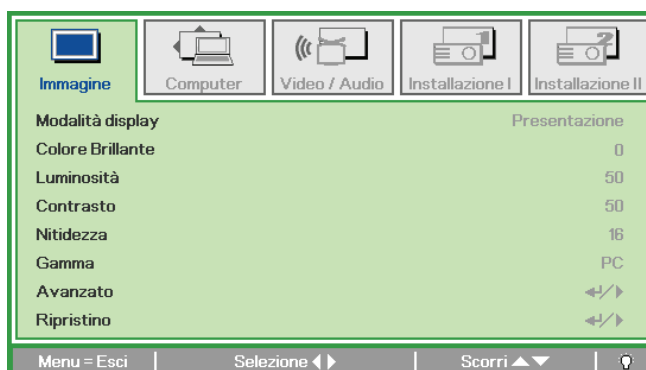 Immagine Computer Video / Audio Installazione I Installazione II
Modalità display Presentazione
Colore Brillante 0
Luminosità 50
Contrasto 50
Nitidezza 16
Gamma PC
Avanzato
Ripristino
Menu = Esci Selezione Scorri